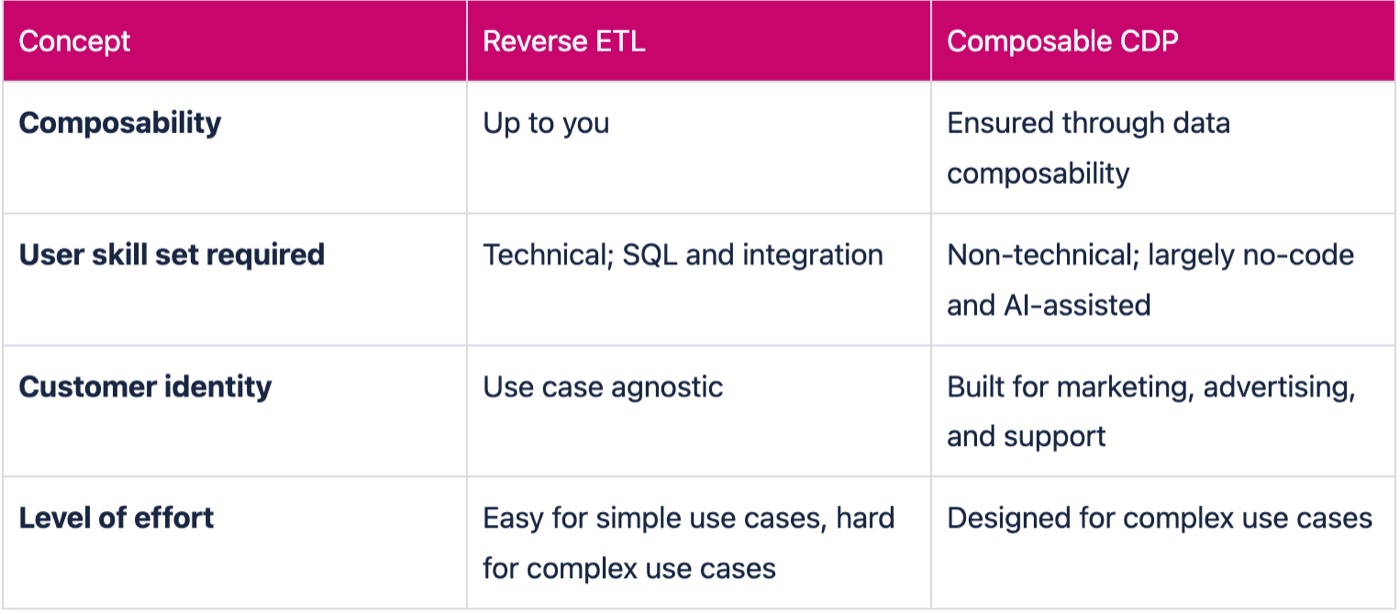 Concept
Reverse ETL
Composable CDP
Composability
Up to you
Ensured through data
composability
User skill set required
Technical; SQL and integration
Non-technical; largely no-code
and AI-assisted
Customer identity
Use case agnostic
Built for marketing, advertising,
and support
Level of effort
Easy for simple use cases, hard
for complex use cases
Designed for complex use cases